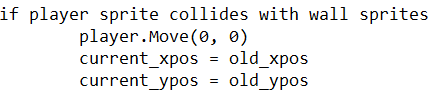 if player sprite collides with wall sprites
        player.Move(0, 0)
        current_xpos = old_xpos
        current_ypos = old_ypos